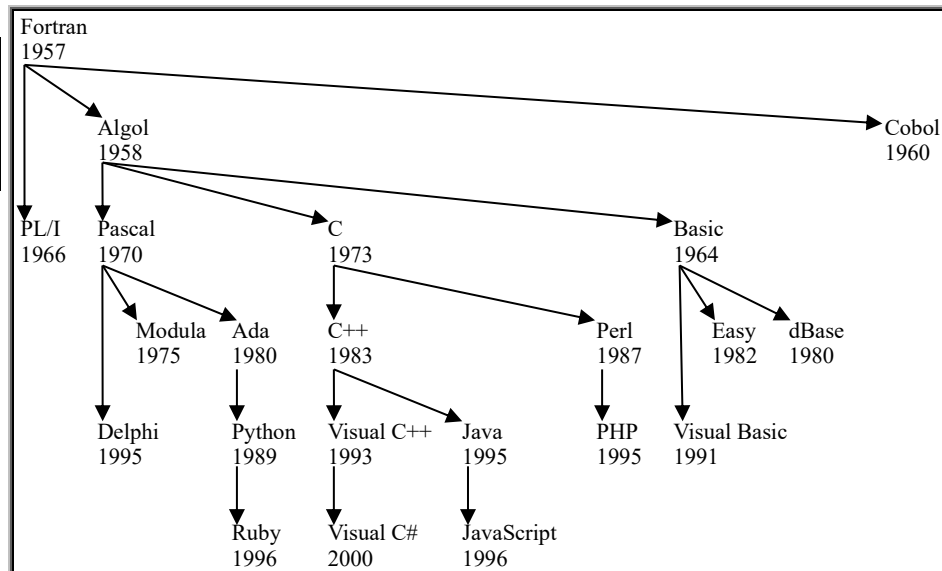 Fortran
1957
Algol
1958
Cobol
1960
PL/I
1966
Pascal
1970
C
1973
Basic
1964
Modula
1975
Ada
1980
C++
1983
Perl
1987
Easy
1982
dBase
1980
Delphi
1995
Python
1989
Visual C++
1993
Java
1995
PHP
1995
Visual Basic
1991
Ruby
1996
Visual C#
2000
JavaScript
1996